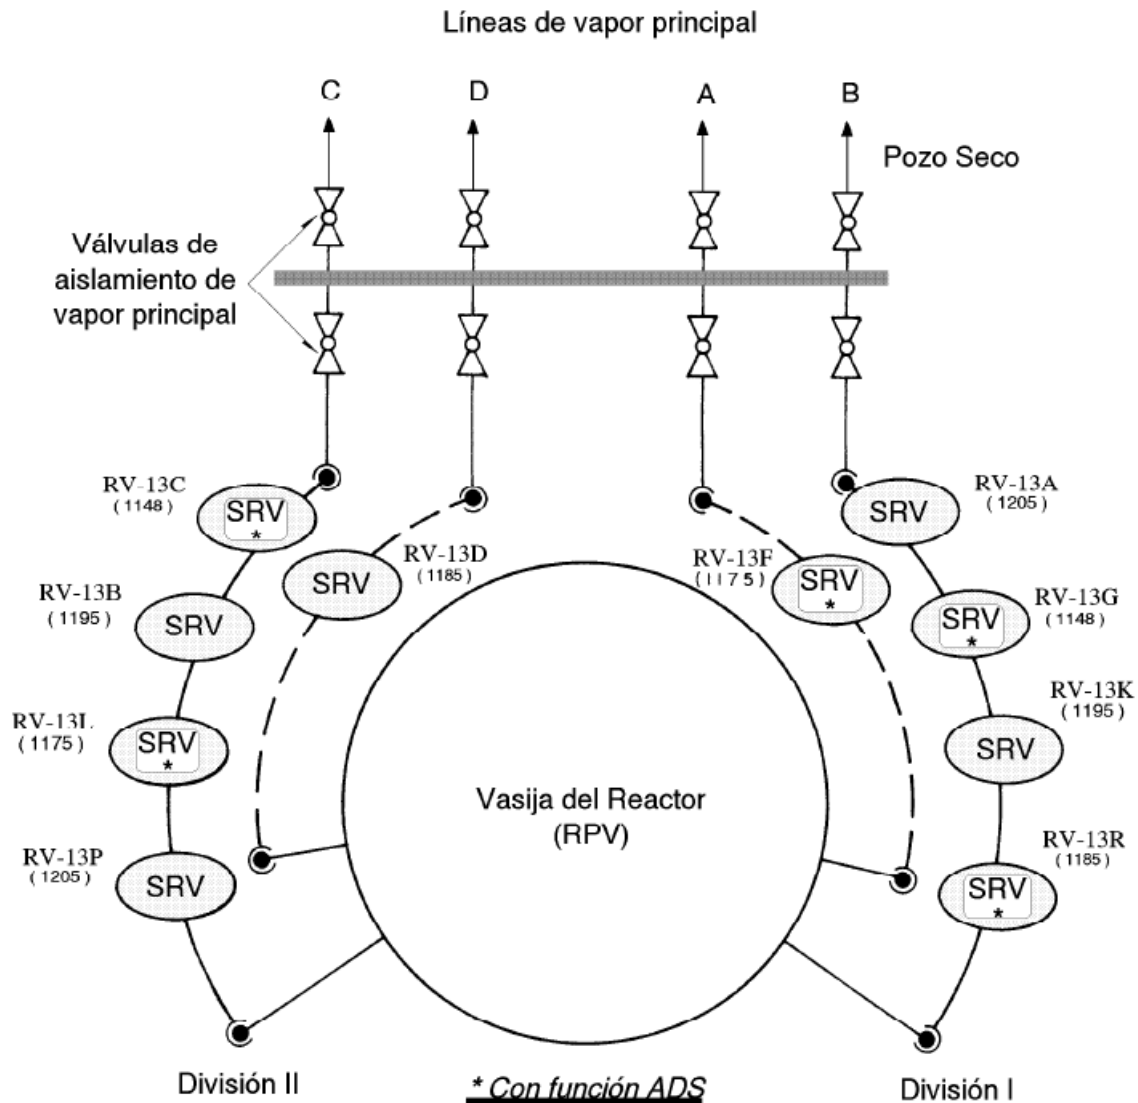 Líneas de vapor principal
C
D
A
B
Pozo Seco
Válvulas de
aislamiento de
vapor principal
RV-13C
(1148)
SRV
*
RV-13D
(1185)
SRV
RV-13F
(1175)
SRV
*
SRV
RV-13A
(1205)
RV-13B
(1195)
SRV
SRV
*
RV-13G
(1148)
RV-13L
(1175)
SRV
*
SRV
RV-13K
(1195)
Vasija del Reactor
(RPV)
RV-13P
(1205)
SRV
SRV
*
RV-13R
(1185)
División II
* Con función ADS
División I